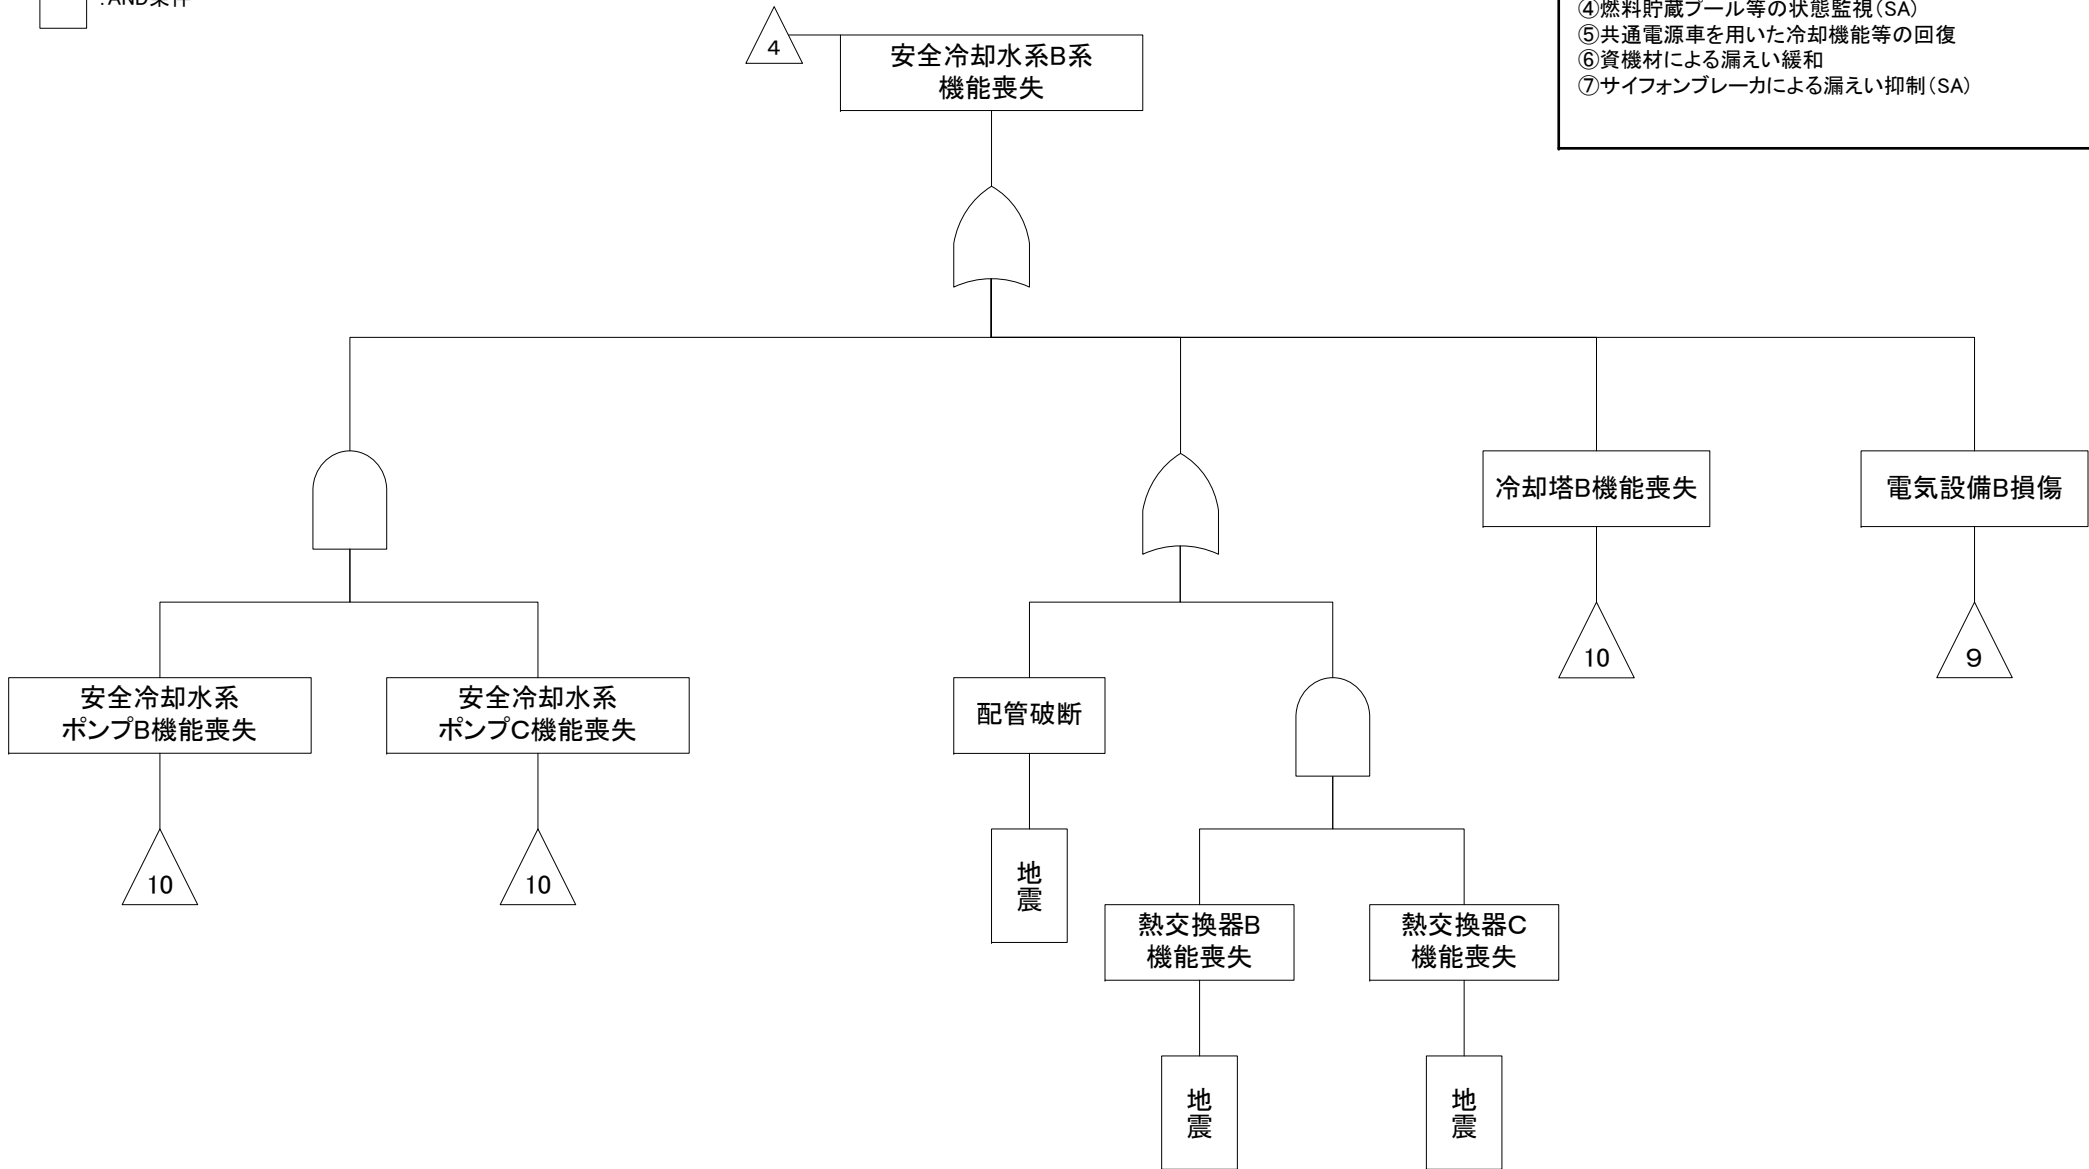 :AND条件
④燃料貯蔵プール等の状態監視(SA)
⑤共通電源車を用いた冷却機能等の回復
⑥資機材による漏えい緩和
⑦サイフォンブレーカによる漏えい抑制(SA)
4
安全冷却水系B系
機能喪失
冷却塔B機能喪失
電気設備B損傷
10
9
安全冷却水系
ポンプB機能喪失
安全冷却水系
ポンプC機能喪失
配管破断
10
10
地震
熱交換器B
機能喪失
熱交換器C
機能喪失
地震
地震